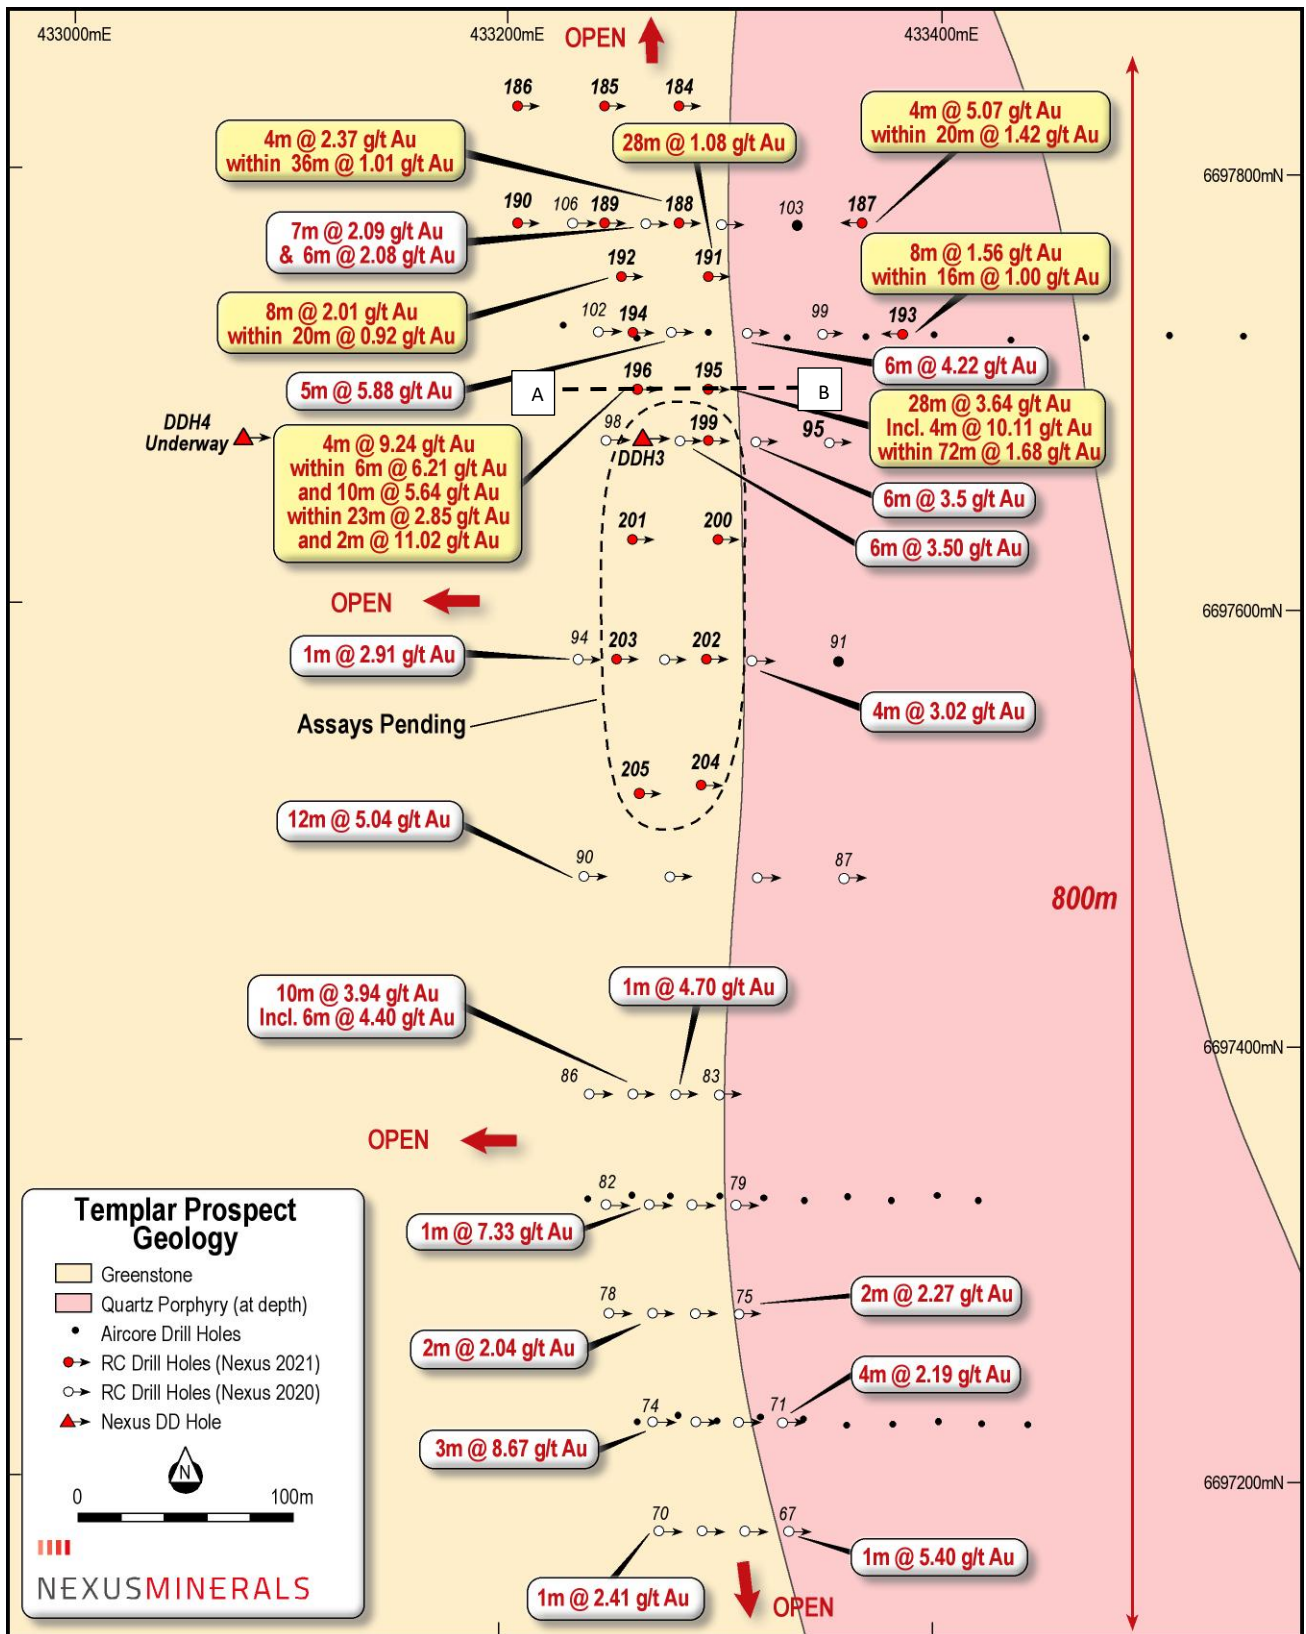 433000mE
433200mE
433400mE
OPEN
186
185
184
4m @ 2.37 g/t Au
within 36m @ 1.01 g/t Au
28m @ 1.08 g/t Au
4m @ 5.07 g/t Au
within 20m @ 1.42 g/t Au
6697800mN
190
106
189
188
103
187
7m @ 2.09 g/t Au
& 6m @ 2.08 g/t Au
192
191
8m @ 1.56 g/t Au
within 16m @ 1.00 g/t Au
8m @ 2.01 g/t Au
within 20m @ 0.92 g/t Au
102
194
99
193
6m @ 4.22 g/t Au
5m @ 5.88 g/t Au
A
196
195
B
28m @ 3.64 g/t Au
Incl. 4m @ 10.11 g/t Au
within 72m @ 1.68 g/t Au
DDH4
Underway
98
DDH3
199
95
4m @ 9.24 g/t Au
within 6m @ 6.21 g/t Au
and 10m @ 5.64 g/t Au
within 23m @ 2.85 g/t Au
and 2m @ 11.02 g/t Au
6m @ 3.5 g/t Au
6m @ 3.50 g/t Au
201
200
OPEN
6697600mN
1m @ 2.91 g/t Au
94
203
202
91
4m @ 3.02 g/t Au
Assays Pending
205
204
12m @ 5.04 g/t Au
90
87
800m
10m @ 3.94 g/t Au
Incl. 6m @ 4.40 g/t Au
1m @ 4.70 g/t Au
6697400mN
86
83
OPEN
82
79
1m @ 7.33 g/t Au
78
75
2m @ 2.27 g/t Au
2m @ 2.04 g/t Au
4m @ 2.19 g/t Au
74
71
3m @ 8.67 g/t Au
6697200mN
70
67
1m @ 5.40 g/t Au
1m @ 2.41 g/t Au
OPEN
Templar Prospect
Geology
Greenstone
Quartz Porphyry (at depth)
Aircore Drill Holes
RC Drill Holes (Nexus 2021)
RC Drill Holes (Nexus 2020)
Nexus DD Hole
N
0
100m
NEXUSMINERALS